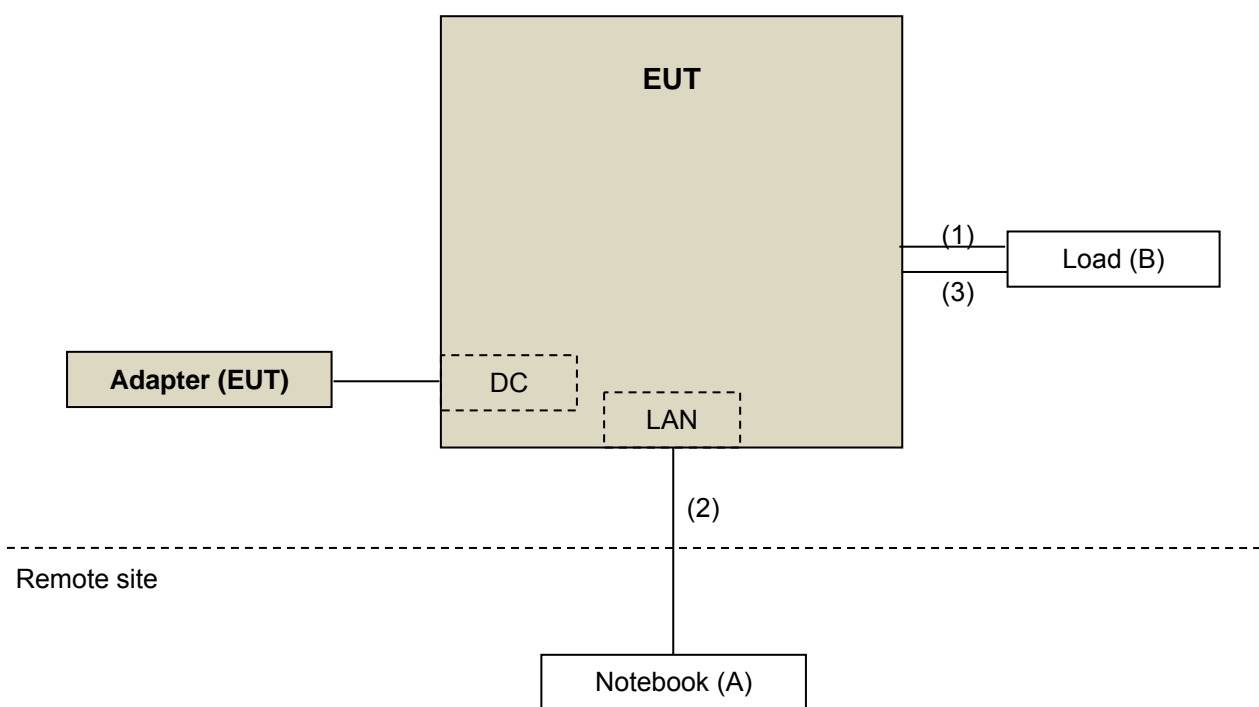 EUT
(1)
Load (B)
(3)
Adapter (EUT)
DC
LAN
(2)
Remote site
Notebook (A)